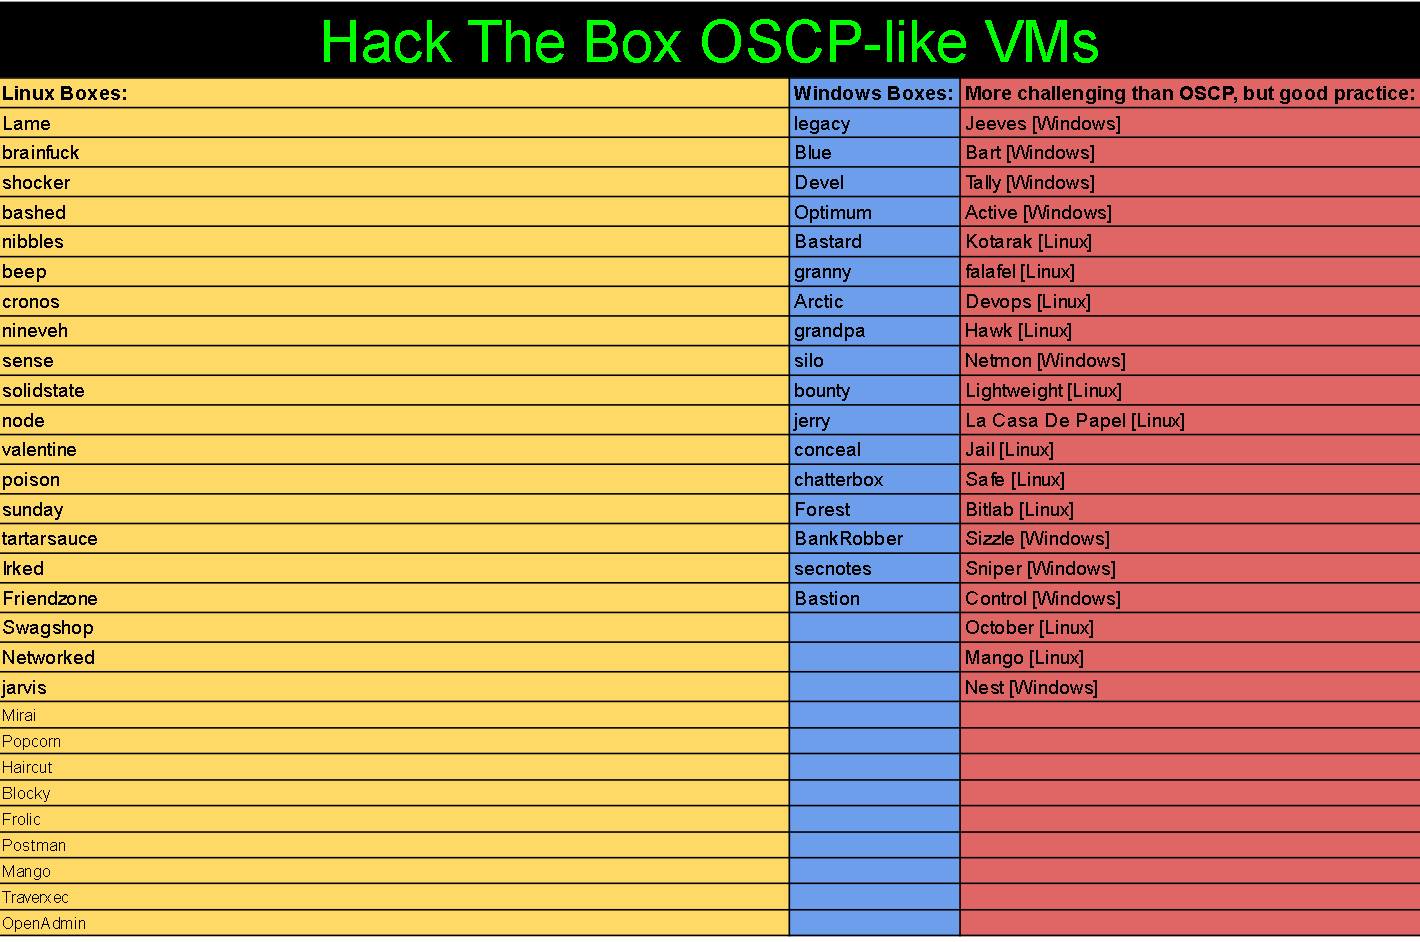 Hack The Box OSCP-like VMs
Linux Boxes: Windows Boxes: More challenging than OSCP, but good practice:
Lame legacy Jeeves [Windows]
brainfuck Blue Bart [Windows]
shocker Devel Tally [Windows]
bashed Optimum Active [Windows]
nibbles Bastard Kotarak [Linux]
beep granny falafel [Linux]
cronos Arctic Devops [Linux]
nineveh grandpa Hawk [Linux]
sense silo Netmon [Windows]
solidstate bounty Lightweight [Linux]
node jerry La Casa De Papel [Linux]
valentine conceal Jail [Linux]
poison chatterbox Safe [Linux]
sunday Forest Bitlab [Linux]
tartarsauce BankRobber Sizzle [Windows]
Irked secnotes Sniper [Windows]
Friendzone Bastion Control [Windows]
Swagshop October [Linux]
Networked Mango [Linux]
jarvis Nest [Windows]
Mirai
Popcorn
Haircut
Blocky
Frolic
Postman
Mango
Traverxec
OpenAdmin